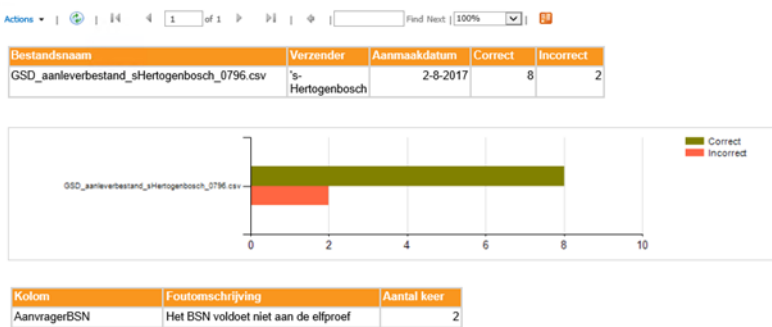 Actions | | 1 of 1 | | Find Next | 100% |
Bestandsnaam Verzender Aanmaakdatum Correct Incorrect
GSD_aanleverbestand_sHertogenbosch_0796.csv 's- 2-8-2017 8 2
Hertogenbosch
Correct
Incorrect
GSD_aanleverbestand_sHertogenbosch_0796.csv
0 2 4 6 8 10
Kolom Foutomschrijving Aantal keer
AanvragerBSN Het BSN voldoet niet aan de elfproef 2